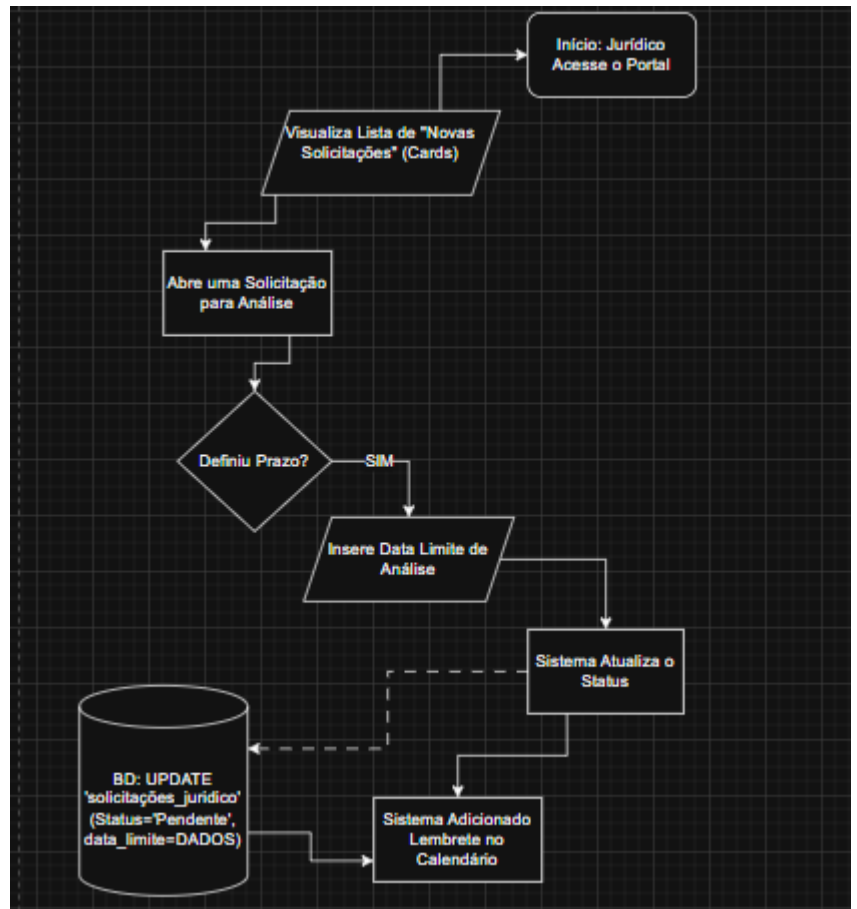 Início: Jurídico
Acesse o Portal
Visualiza Lista de "Novas
Solicitações" (Cards)
Abre uma Solicitação
para Análise
Definiu Prazo?
SIM
Insere Data Limite de
Análise
Sistema Atualiza o
Status
BD: UPDATE
'solicitações_juridico'
(Status='Pendente',
data_limite=DADOS)
Sistema Adicionado
Lembrete no
Calendário